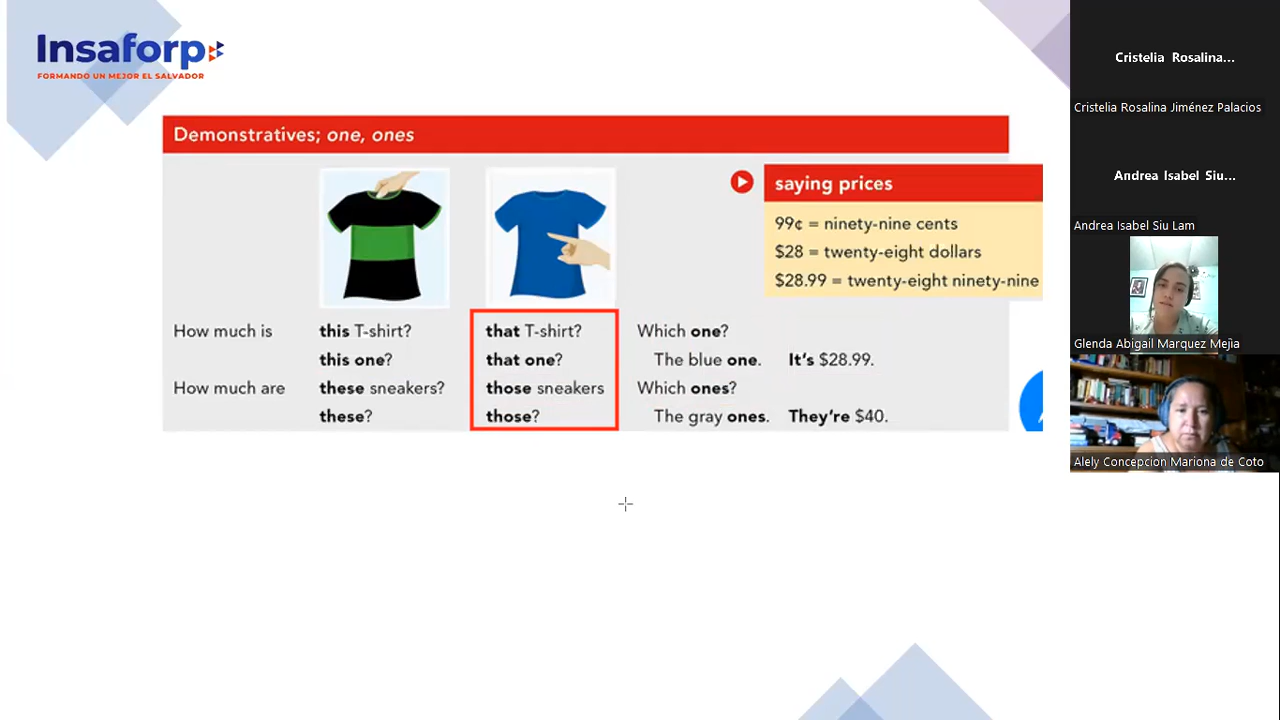 Insaforp
FORMANDO UN MEJOR EL SALVADOR
Demonstratives; one, ones
saying prices
99¢ = ninety-nine cents
$28 = twenty-eight dollars
$28.99 = twenty-eight ninety-nine
How much is this T-shirt? that T-shirt? Which one?
this one? that one? The blue one. It's $28.99.
How much are these sneakers? those sneakers Which ones?
these? those? The gray ones. They're $40.
Cristelia Rosalina...
Cristelia Rosalina Jiménez Palacios
Andrea Isabel Siu...
Andrea Isabel Siu Lam
Glenda Abigail Marquez Mejia
Alely Concepcion Mariona de Coto